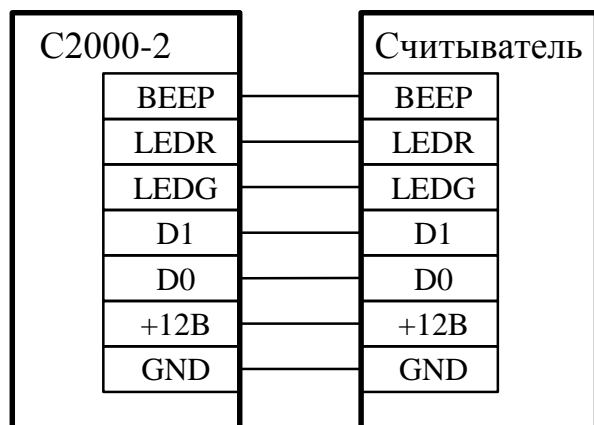 С2000-2 Считыватель
BEEP BEEP
LEDR LEDR
LEDG LEDG
D1 D1
D0 D0
+12В +12В
GND GND